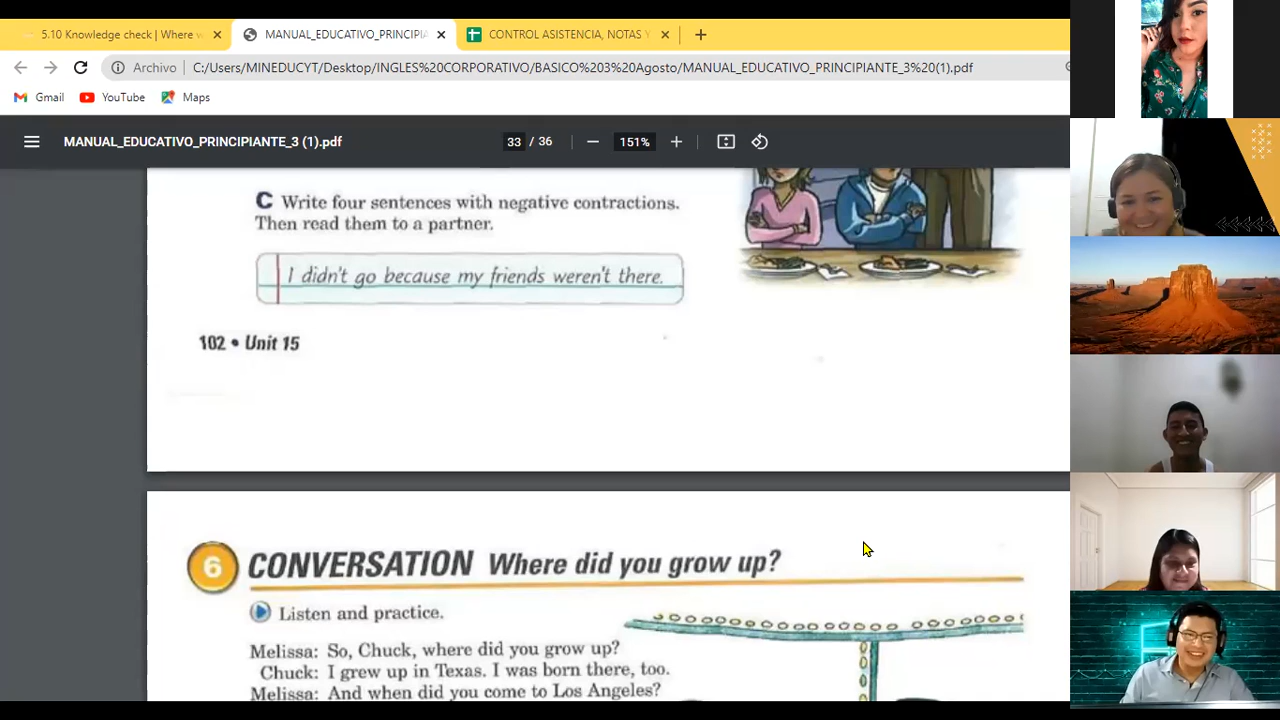 5.10 Knowledge check | Where w
MANUAL_EDUCATIVO_PRINCIPIA
CONTROL ASISTENCIA, NOTAS Y
Archivo
C:/Users/MINEDUCYT/Desktop/INGLES%20CORPORATIVO/BASICO%203%20Agosto/MANUAL_EDUCATIVO_PRINCIPIANTE_3%20(1).pdf
Gmail
YouTube
Maps
MANUAL_EDUCATIVO_PRINCIPIANTE_3 (1).pdf
33 / 36
151%
C Write four sentences with negative contractions.
Then read them to a partner.
I didn't go because my friends weren't there.
102 • Unit 15
6 CONVERSATION Where did you grow up?
Listen and practice.
Melissa: So, Chuck, where did you grow up?
Chuck: I grew up in Texas. I was born there, too.
Melissa: And when did you come to Los Angeles?